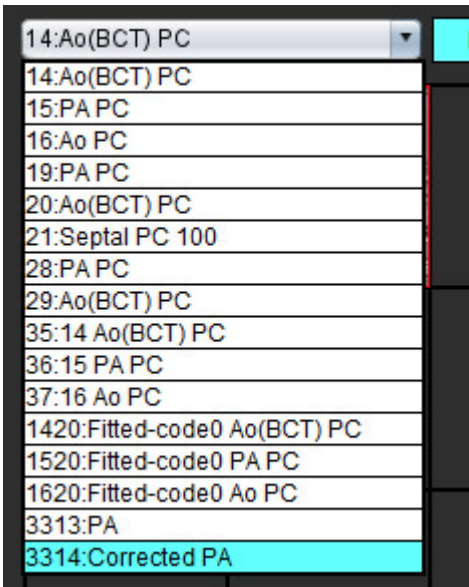 14:Ao(BCT) PC
14:Ao(BCT) PC
15:PA PC
16:Ao PC
19:PA PC
20:Ao(BCT) PC
21:Septal PC 100
28:PA PC
29:Ao(BCT) PC
35:14 Ao(BCT) PC
36:15 PA PC
37:16 Ao PC
1420:Fitted-code0 Ao(BCT) PC
1520:Fitted-code0 PA PC
1620:Fitted-code0 Ao PC
3313:PA
3314:Corrected PA